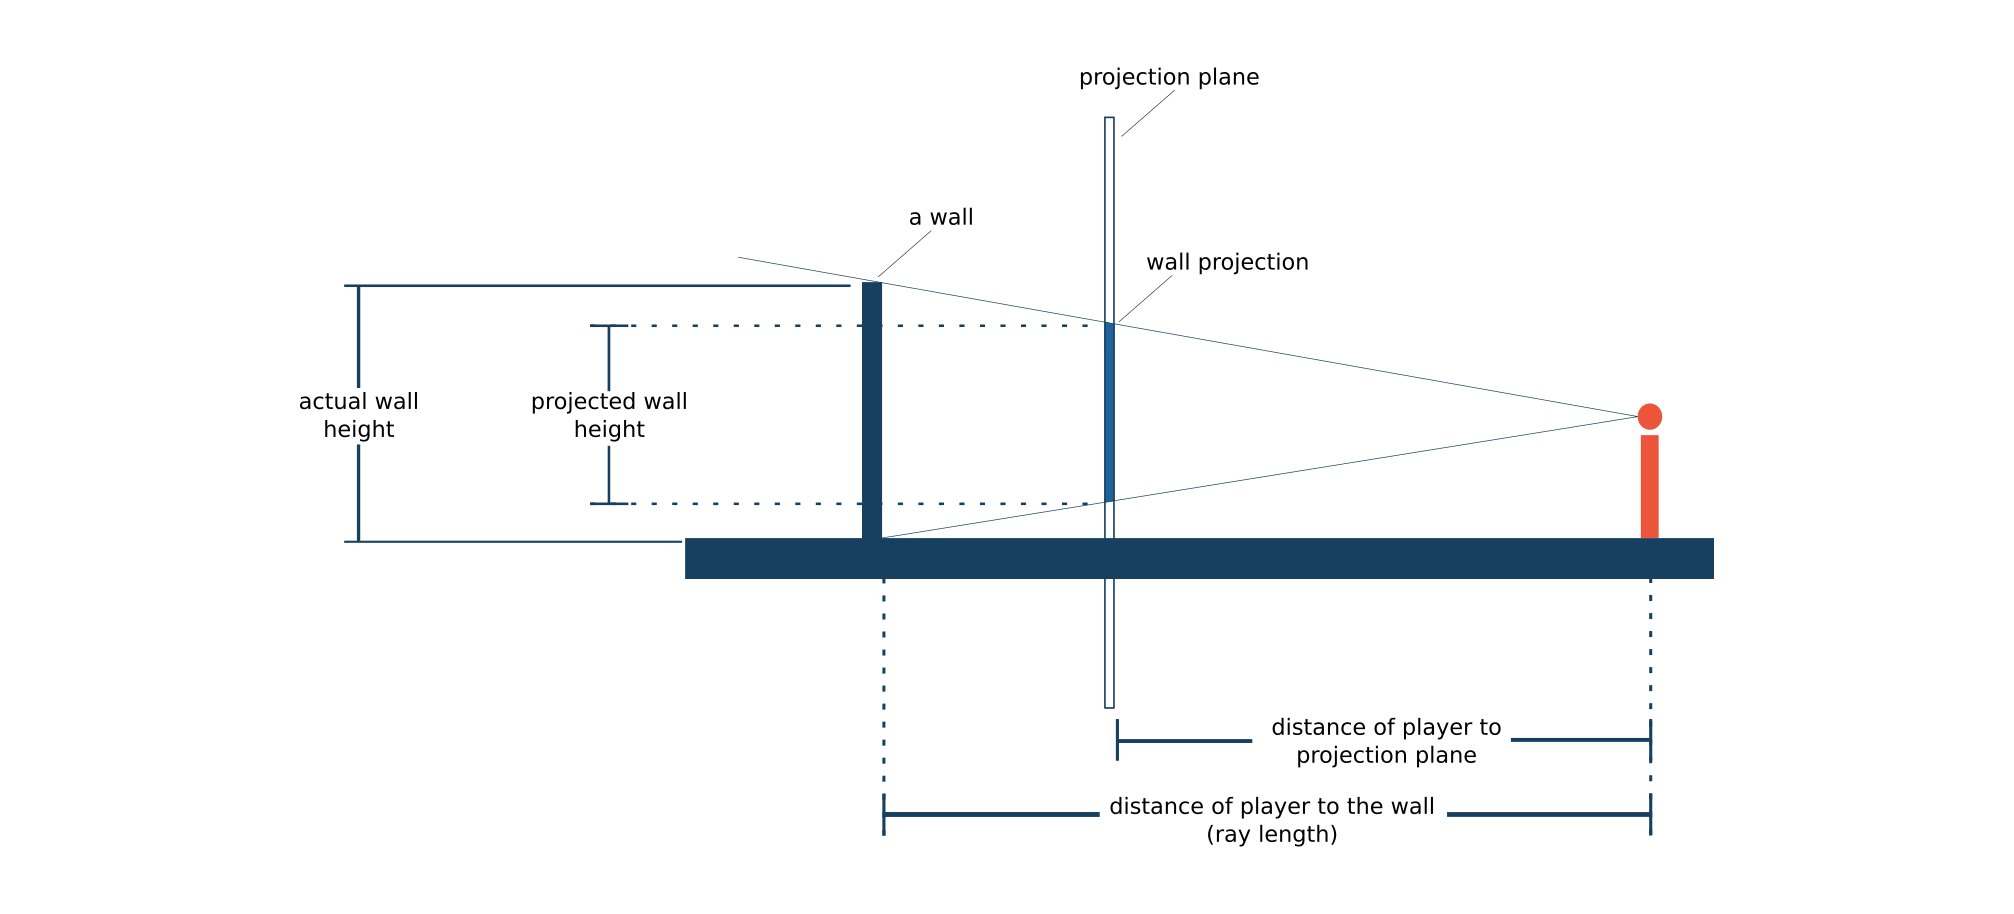 projection plane
a wall
wall projection
actual wall
height
projected wall
height
distance of player to
projection plane
distance of player to the wall
(ray length)